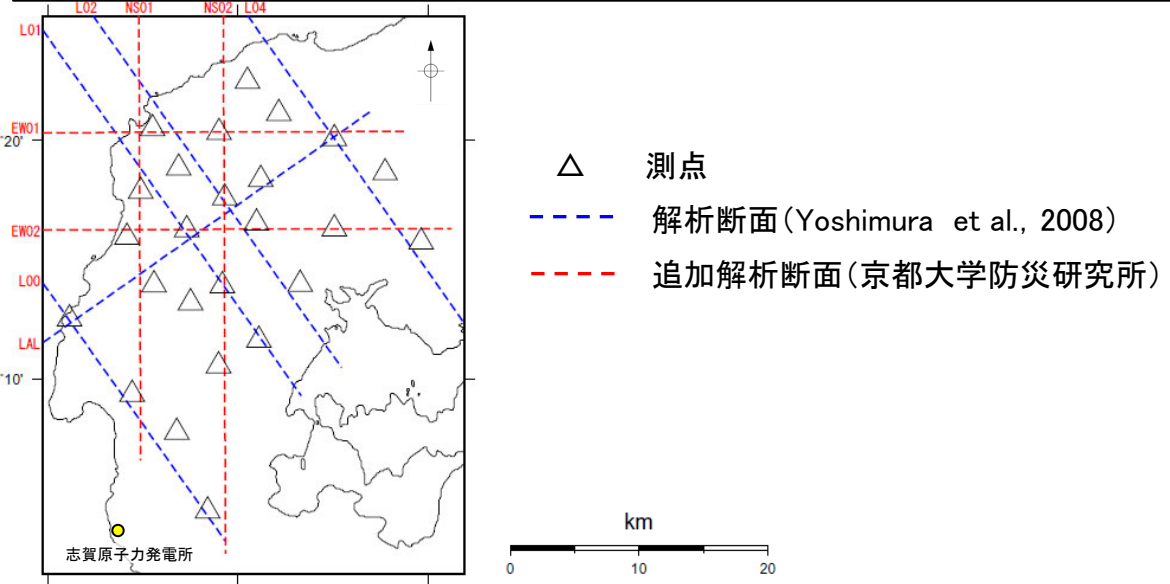 L02 NS01 NS02 L04
L01
EW01
°20'
EW02
L00
LAL
°10'
志賀原子力発電所
測点
解析断面(Yoshimura et al., 2008)
追加解析断面(京都大学防災研究所)
km
0 10 20